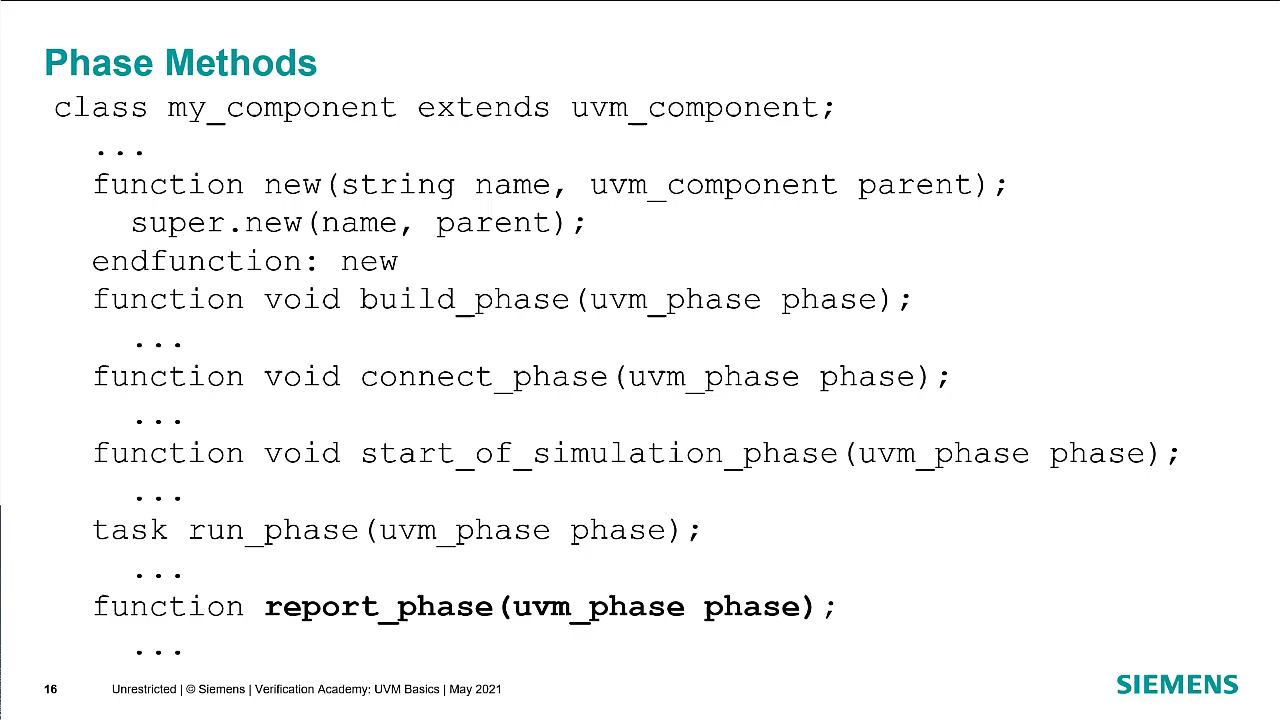 Phase Methods
class my_component extends uvm_component;
...
function new(string name, uvm_component parent);
super.new(name, parent);
endfunction: new
function void build_phase(uvm_phase phase);
...
function void connect_phase(uvm_phase phase);
...
function void start_of_simulation_phase(uvm_phase phase);
...
task run_phase(uvm_phase phase);
...
function report_phase(uvm_phase phase);
...
16 Unrestricted | © Siemens | Verification Academy: UVM Basics | May 2021
SIEMENS